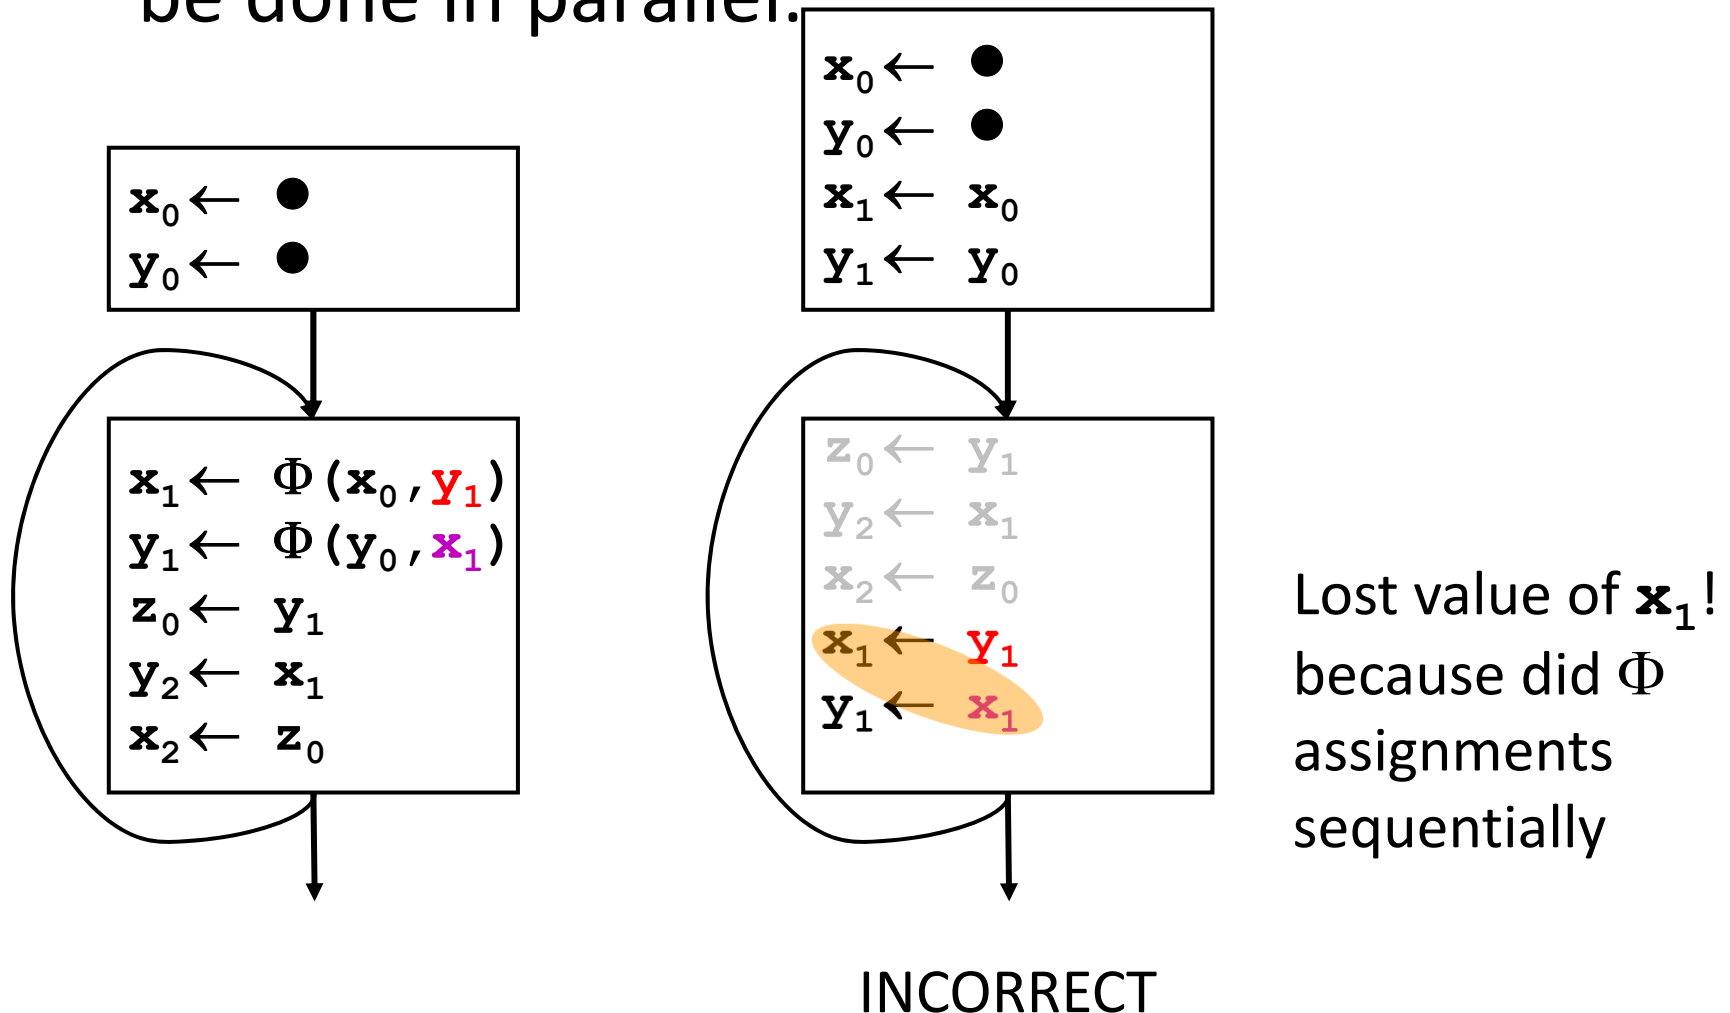 be done in parallel.
x₀ ← ●
y₀ ← ●
x₁ ← Φ(x₀,y₁)
y₁ ← Φ(y₀,x₁)
z₀ ← y₁
y₂ ← x₁
x₂ ← z₀
x₀ ← ●
y₀ ← ●
x₁ ← x₀
y₁ ← y₀
z₀ ← y₁
y₂ ← x₁
x₂ ← z₀
x₁ ← y₁
y₁ ← x₁
Lost value of x₁!
because did Φ
assignments
sequentially
INCORRECT